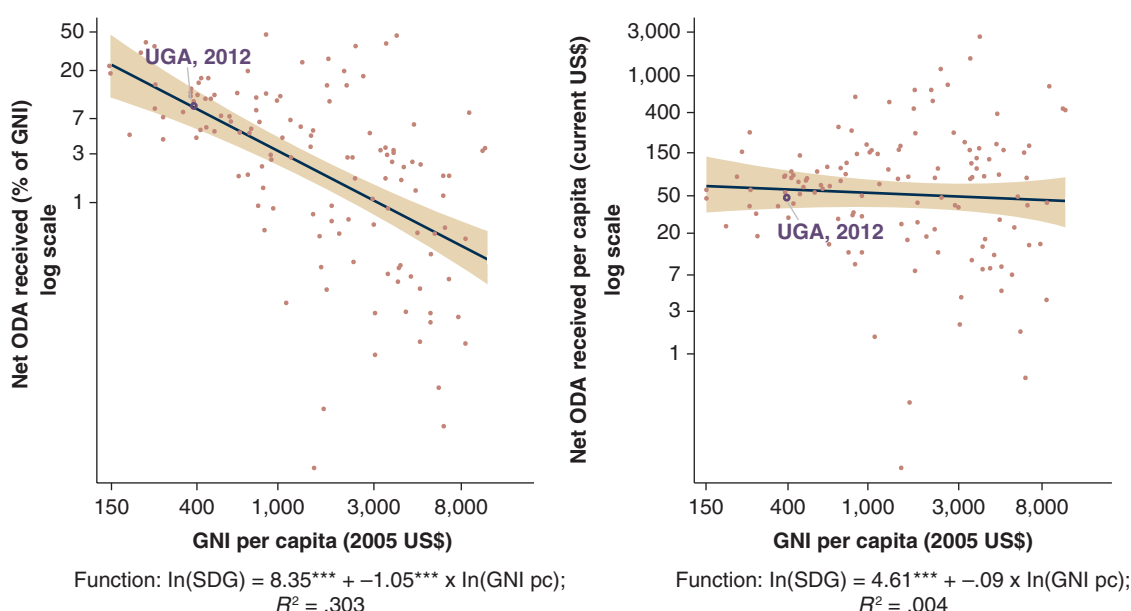 Net ODA received (% of GNI)
log scale
50
20
7
3
1
UGA, 2012
150
400
1,000
3,000
8,000
GNI per capita (2005 US$)
Function: ln(SDG) = 8.35*** + –1.05*** x ln(GNI pc);
R² = .303
Net ODA received per capita (current US$)
log scale
3,000
1,000
400
150
50
20
7
3
1
UGA, 2012
150
400
1,000
3,000
8,000
GNI per capita (2005 US$)
Function: ln(SDG) = 4.61*** + –.09 x ln(GNI pc);
R² = .004